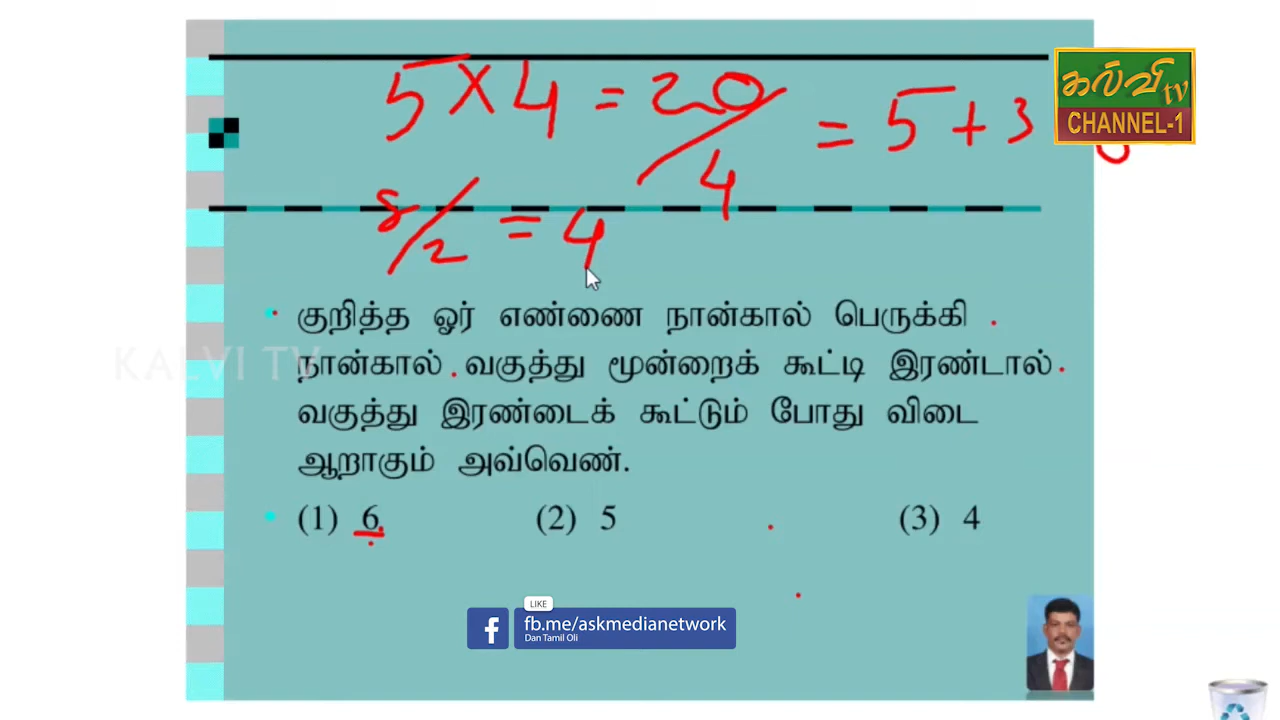 5 × 4 = 20/4 = 5 + 3
8/2 = 4
கல்வி tv
CHANNEL-1
குறித்த ஓர் எண்ணை நான்கால் பெருக்கி
நான்கால் வகுத்து மூன்றைக் கூட்டி இரண்டால்
வகுத்து இரண்டைக் கூட்டும் போது விடை
ஆறாகும் அவ்வெண்.
(1) 6 (2) 5 (3) 4
KALVI TV
LIKE
fb.me/askmedianetwork
Dan Tamil Oli